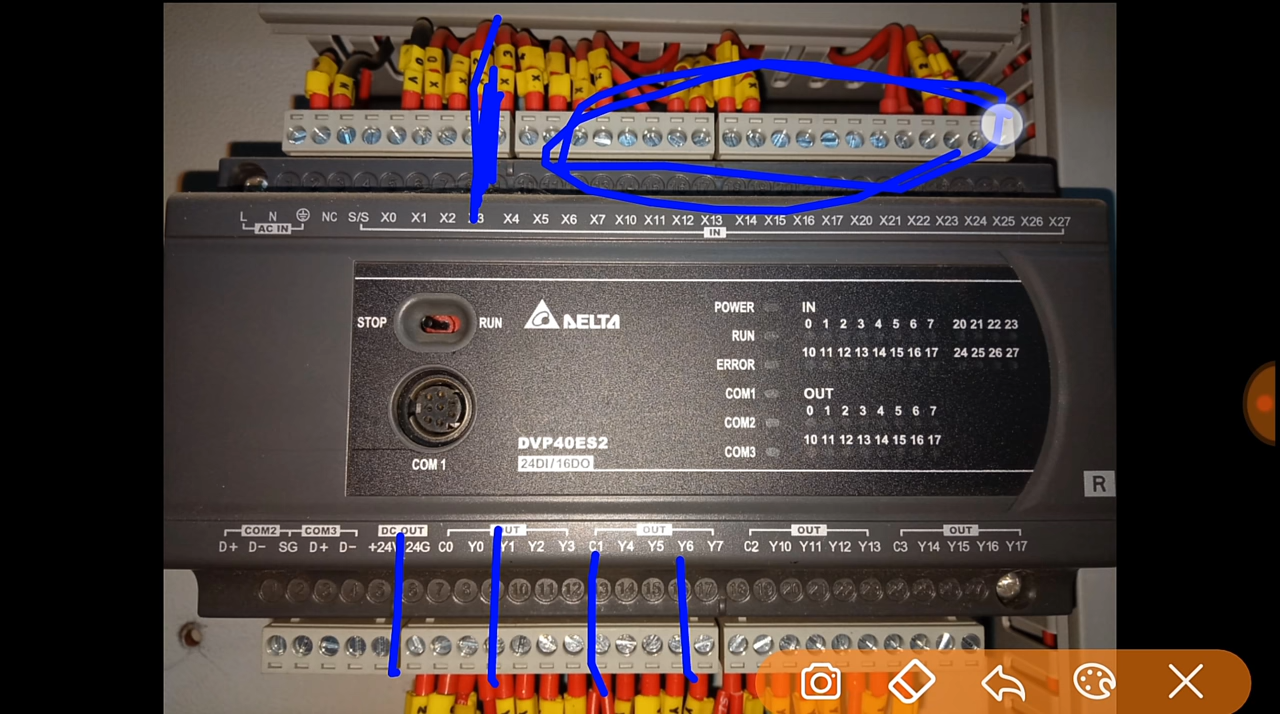 L N NC S/S X0 X1 X2 X3 X4 X5 X6 X7 X10 X11 X12 X13 X14 X15 X16 X17 X20 X21 X22 X23 X24 X25 X26 X27
AC IN
IN
STOP RUN
DELTA
POWER IN
0 1 2 3 4 5 6 7 20 21 22 23
RUN
10 11 12 13 14 15 16 17 24 25 26 27
ERROR
COM1 OUT
0 1 2 3 4 5 6 7
COM2
10 11 12 13 14 15 16 17
COM3
DVP40ES2
24DI/16DO
COM 1
R
COM2 COM3 DC OUT OUT OUT OUT OUT
D+ D- SG D+ D- +24V 24G C0 Y0 Y1 Y2 Y3 C1 Y4 Y5 Y6 Y7 C2 Y10 Y11 Y12 Y13 C3 Y14 Y15 Y16 Y17